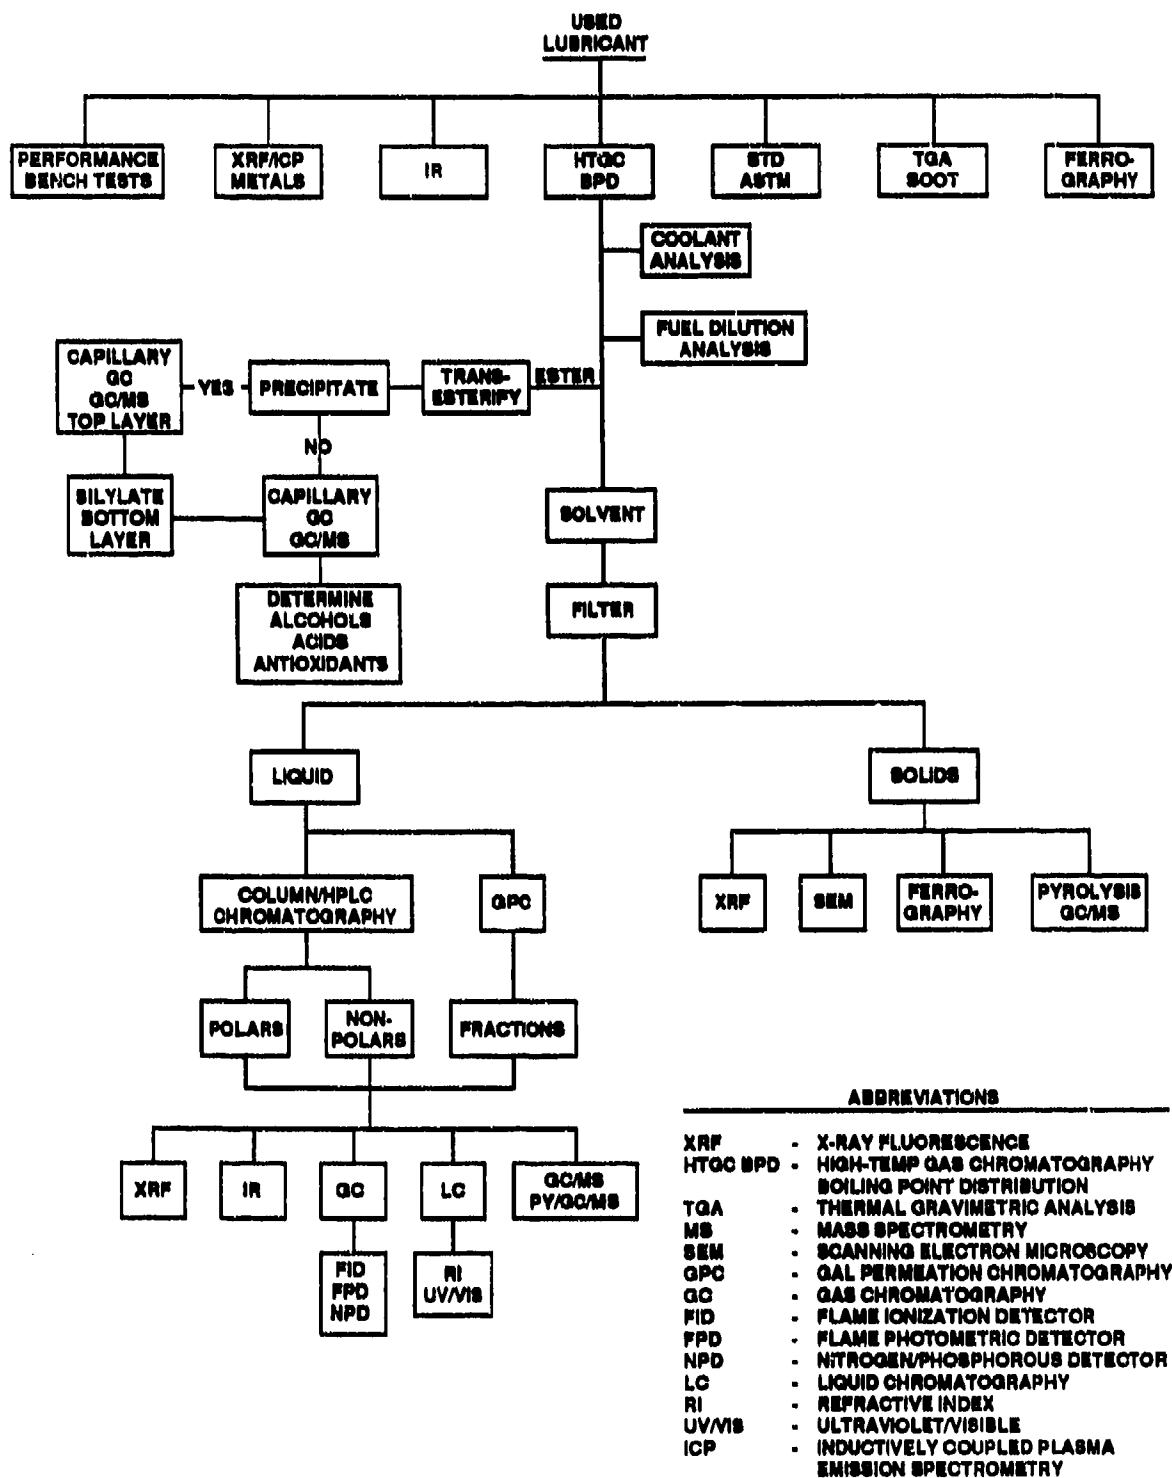 USED
LUBRICANT
PERFORMANCE
BENCH TESTS
XRF/ICP
METALS
IR
HTGC
BPD
STD
ASTM
TGA
SOOT
FERRO-
GRAPHY
COOLANT
ANALYSIS
FUEL DILUTION
ANALYSIS
CAPILLARY
GC
GC/MS
TOP LAYER
YES
PRECIPITATE
TRANS-
ESTERIFY
ESTER
NO
SILYLATE
BOTTOM
LAYER
CAPILLARY
GC
GC/MS
SOLVENT
DETERMINE
ALCOHOLS
ACIDS
ANTIOXIDANTS
FILTER
LIQUID
SOLIDS
COLUMN/HPLC
CHROMATOGRAPHY
GPC
XRF
SEM
FERRO-
GRAPHY
PYROLYSIS
GC/MS
POLARS
NON-
POLARS
FRACTIONS
XRF
IR
GC
LC
GC/MS
PY/GC/MS
FID
FPD
NPD
RI
UV/VIS
ABBREVIATIONS
XRF - X-RAY FLUORESCENCE
HTGC BPD - HIGH-TEMP GAS CHROMATOGRAPHY
BOILING POINT DISTRIBUTION
TGA - THERMAL GRAVIMETRIC ANALYSIS
MS - MASS SPECTROMETRY
SEM - SCANNING ELECTRON MICROSCOPY
GPC - GAL PERMEATION CHROMATOGRAPHY
GC - GAS CHROMATOGRAPHY
FID - FLAME IONIZATION DETECTOR
FPD - FLAME PHOTOMETRIC DETECTOR
NPD - NITROGEN/PHOSPHOROUS DETECTOR
LC - LIQUID CHROMATOGRAPHY
RI - REFRACTIVE INDEX
UV/VIS - ULTRAVIOLET/VISIBLE
ICP - INDUCTIVELY COUPLED PLASMA
EMISSION SPECTROMETRY